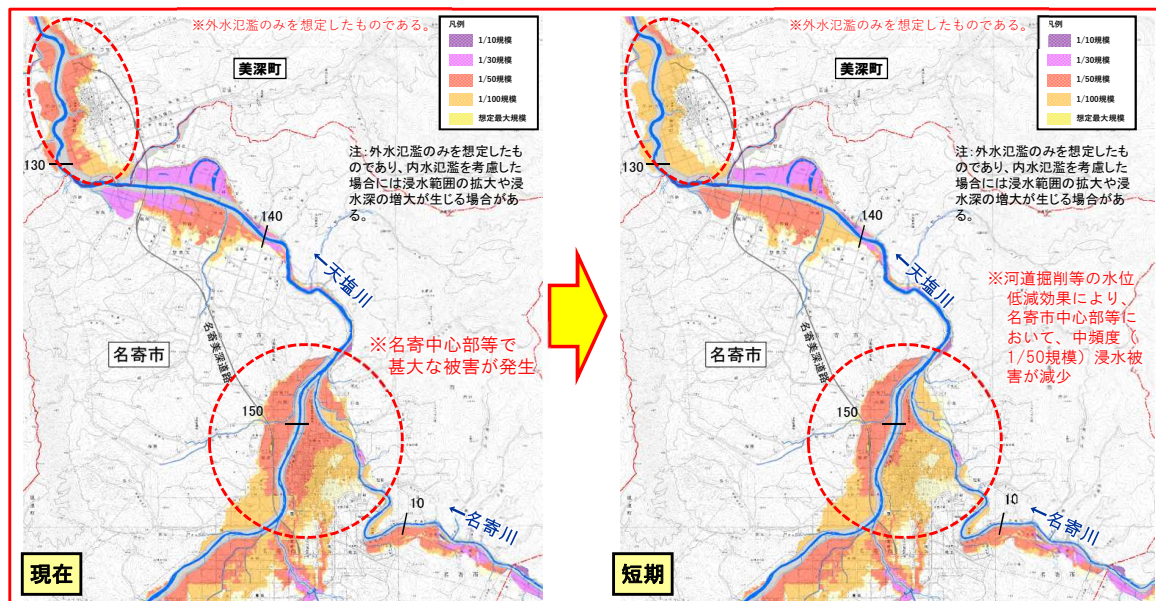 ※外水氾濫のみを想定したものである。
凡例
1/10規模
1/30規模
1/50規模
1/100規模
想定最大規模
美深町
注:外水氾濫のみを想定したも
のであり、内水氾濫を考慮した
場合には浸水範囲の拡大や浸
水深の増大が生じる場合があ
る。
130
140
←天塩川
名寄美深道路
名寄市
※名寄中心部等で
甚大な被害が発生
150
10
←名寄川
現在
※外水氾濫のみを想定したものである。
凡例
1/10規模
1/30規模
1/50規模
1/100規模
想定最大規模
美深町
注:外水氾濫のみを想定したも
のであり、内水氾濫を考慮した
場合には浸水範囲の拡大や浸
水深の増大が生じる場合があ
る。
130
140
←天塩川
※河道掘削等の水位
低減効果により、
名寄市中心部等に
おいて、中頻度(
1/50規模)浸水被
害が減少
名寄美深道路
名寄市
150
10
←名寄川
短期